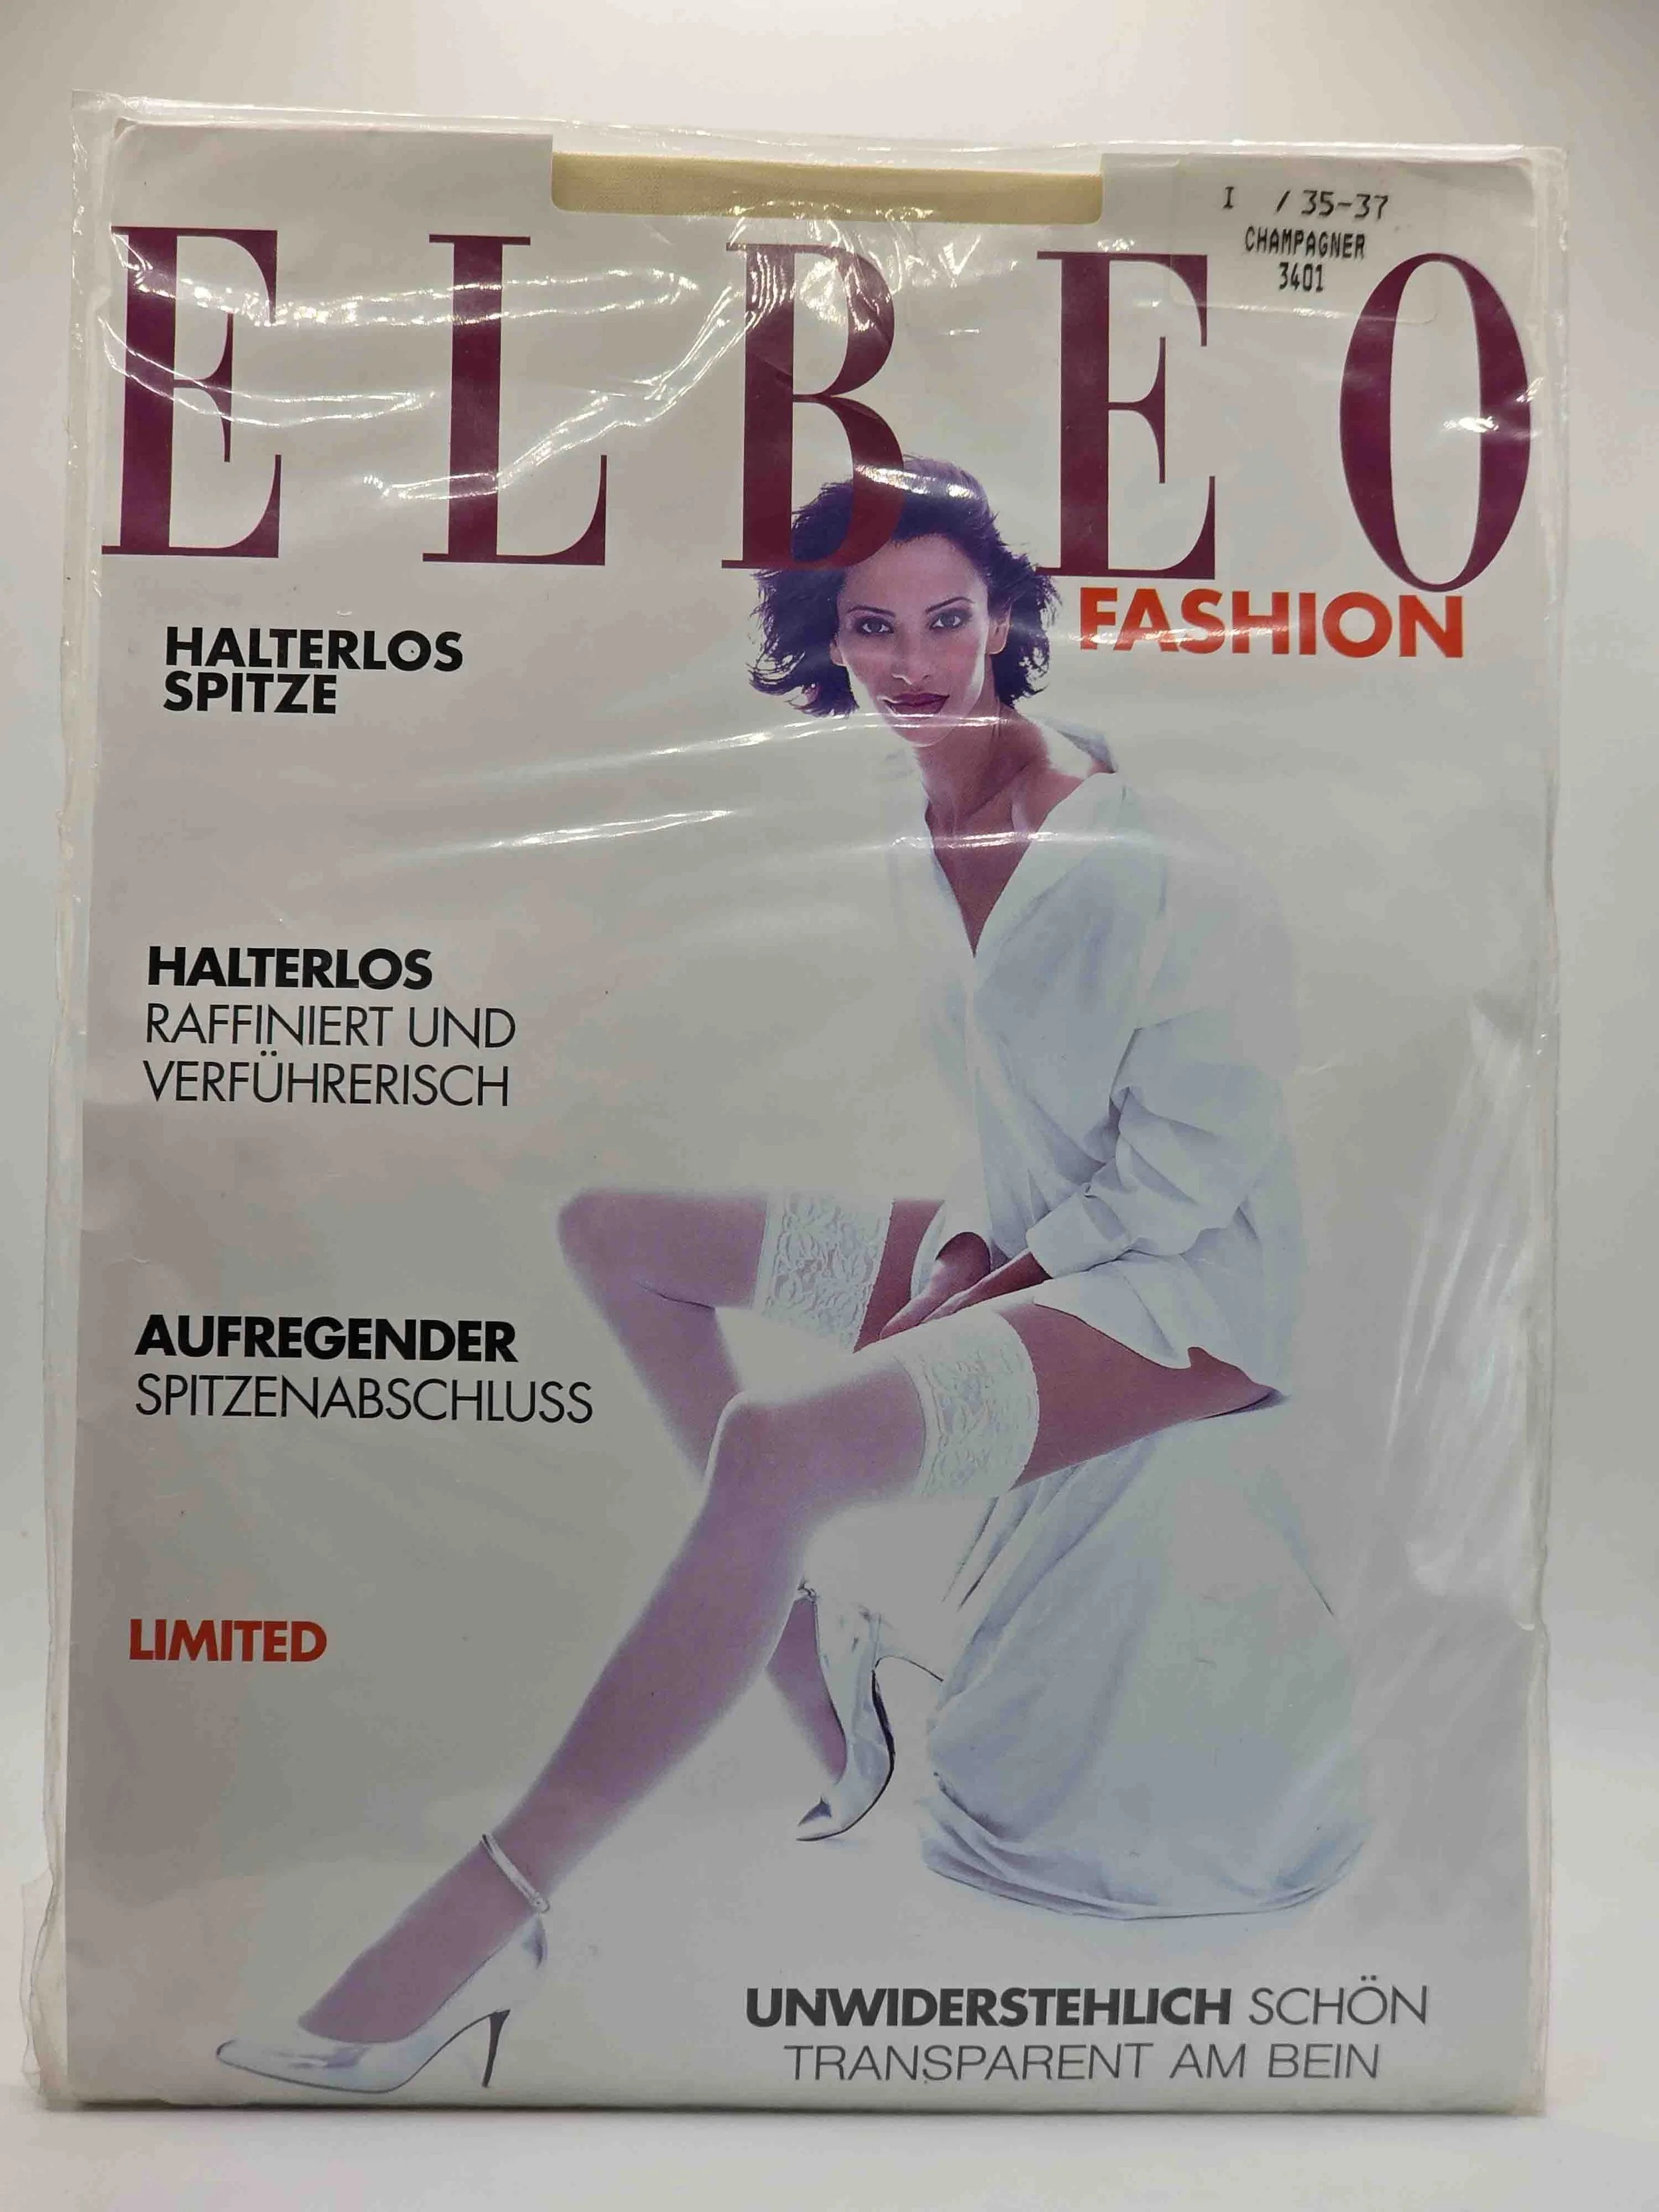 I / 35-37
CHAMPAGNER
3401
ELBEO
FASHION
HALTERLOS
SPITZE
HALTERLOS
RAFFINIERT UND
VERFÜHRERISCH
AUFREGENDER
SPITZENABSCHLUSS
LIMITED
UNWIDERSTEHLICH SCHÖN
TRANSPARENT AM BEIN